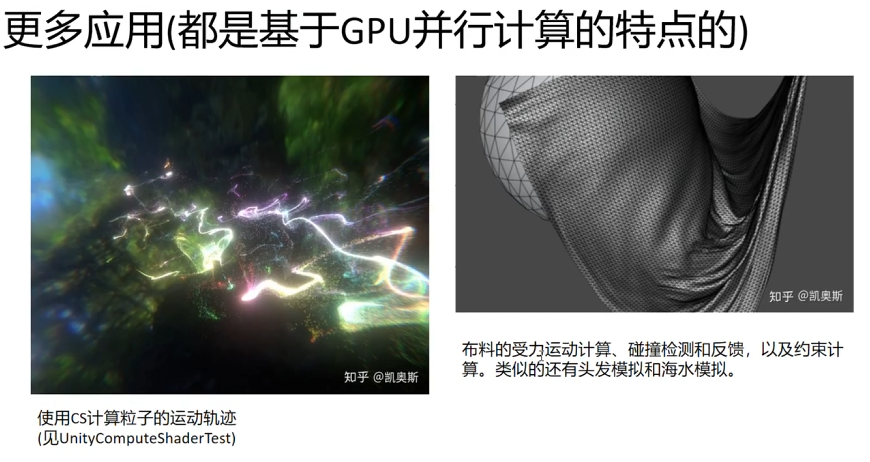 更多应用(都是基于GPU并行计算的特点的)
知乎 @凯奥斯
知乎 @凯奥斯
使用CS计算粒子的运动轨迹
(见UnityComputeShaderTest)
布料的受力运动计算、碰撞检测和反馈，以及约束计
算。类似的还有头发模拟和海水模拟。